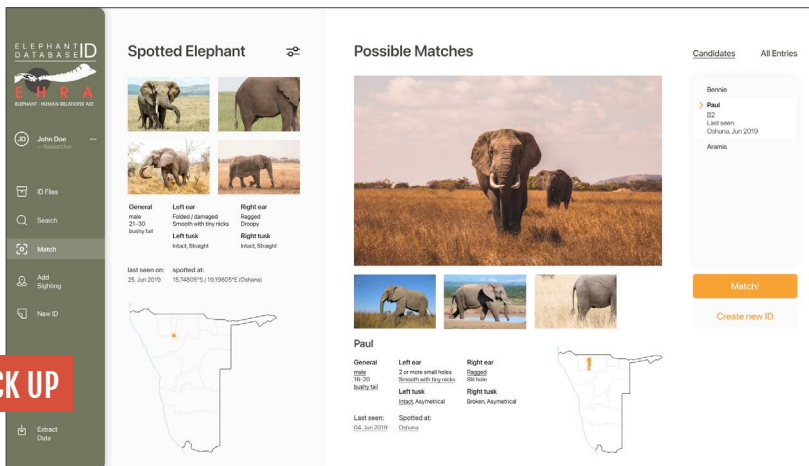 ELEPHANT ID
DATABASE
EHRA
ELEPHANT - HUMAN RELATIONS AID
JD
John Doe
— Researcher
ID Files
Search
Match
Add
Sighting
New ID
CK UP
Extract
Data
Spotted Elephant
General
male
21-30
bushy tail
Left ear
Folded / damaged
Smooth with tiny nicks
Left tusk
Intact, Straight
Right ear
Ragged
Droopy
Right tusk
Intact, Straight
last seen on:
25. Jun 2019
spotted at:
15.74805°S / 19.19805°E (Oshana)
Possible Matches
Paul
General
male
16-20
bushy tail
Left ear
2 or more small holes
Smooth with tiny nicks
Left tusk
Intact, Asymetrical
Right ear
Ragged
Slit hole
Right tusk
Broken, Asymetrical
Last seen:
04. Jun 2019
Spotted at:
Oshana
Candidates
All Entries
Bennie
Paul
B2
Last seen:
Oshana, Jun 2019
Aramis
Match!
Create new ID